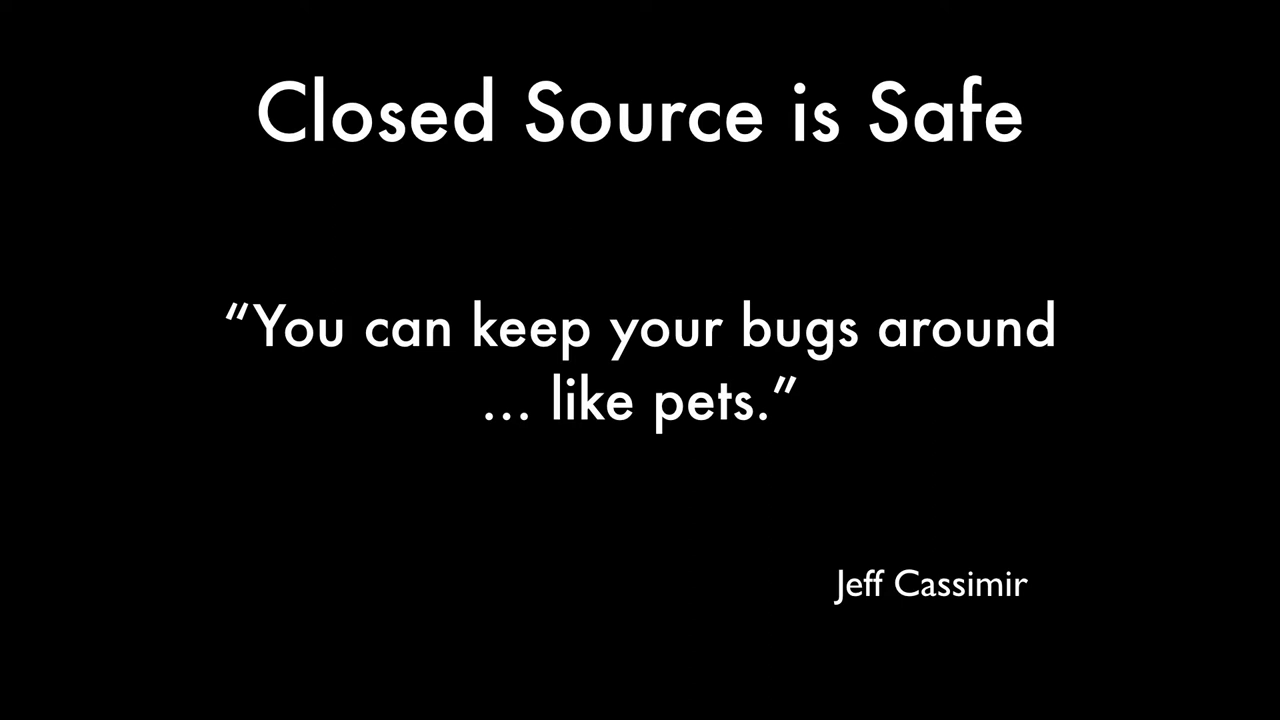 Closed Source is Safe
“You can keep your bugs around
... like pets.”
Jeff Cassimir